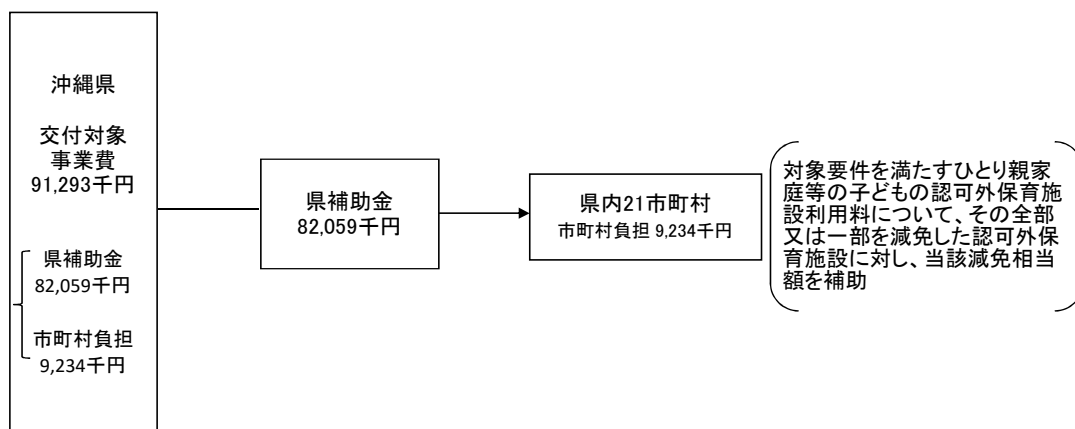 沖縄県
交付対象
事業費
91,293千円
県補助金
82,059千円
市町村負担
9,234千円
県補助金
82,059千円
県内21市町村
市町村負担 9,234千円
対象要件を満たすひとり親家
庭等の子どもの認可外保育施
設利用料について、その全部
又は一部を減免した認可外保
育施設に対し、当該減免相当
額を補助